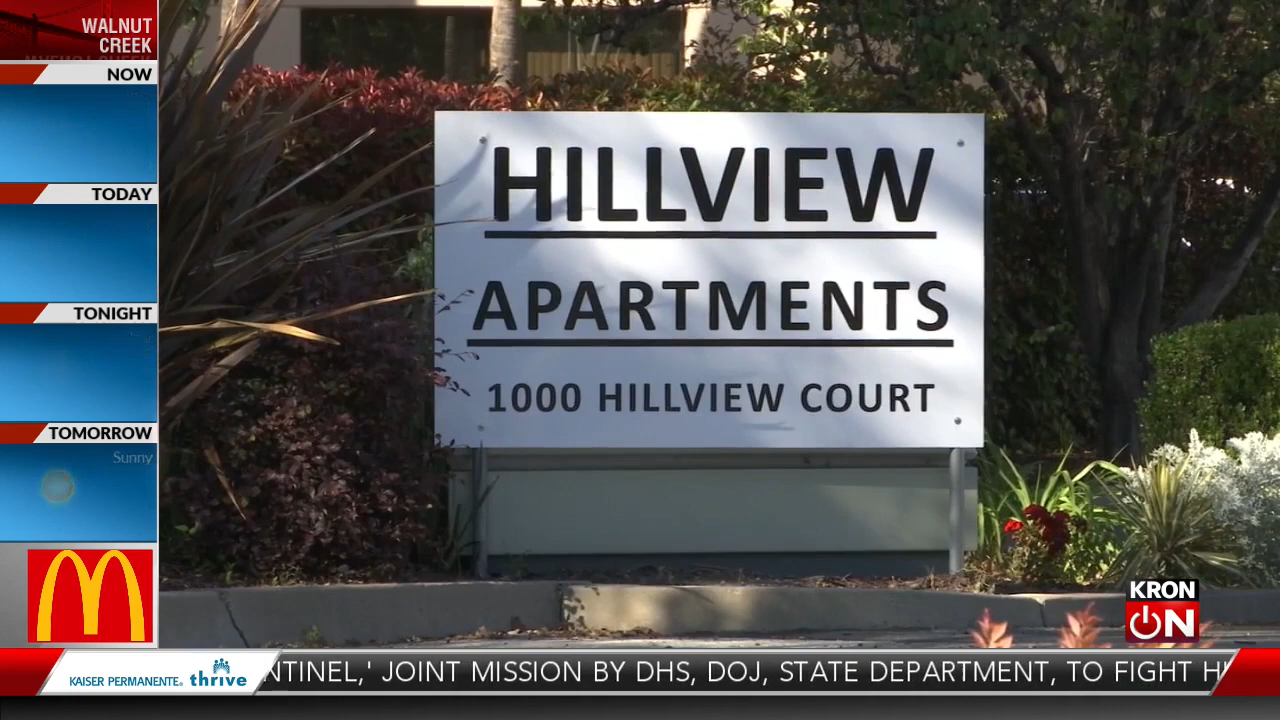 WALNUT
CREEK
NOW
TODAY
TONIGHT
TOMORROW
Sunny
HILLVIEW
APARTMENTS
1000 HILLVIEW COURT
KRON
ON
KAISER PERMANENTE® thrive
NTINEL,' JOINT MISSION BY DHS, DOJ, STATE DEPARTMENT, TO FIGHT H